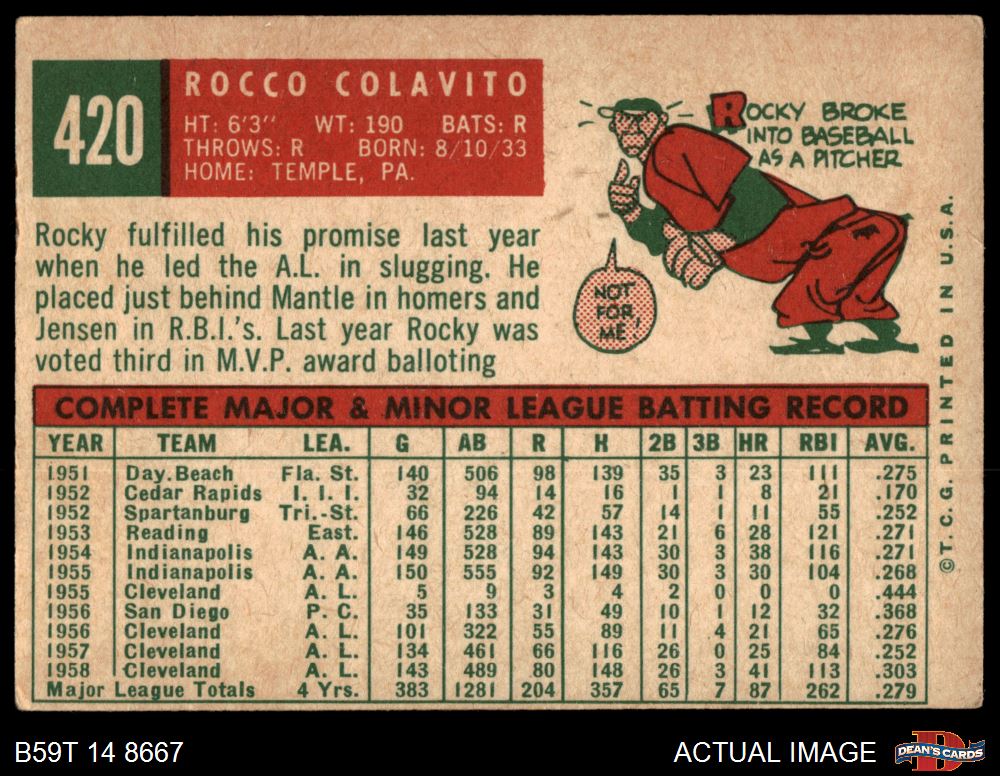 420
ROCCO COLAVITO
HT: 6'3" WT: 190 BATS: R
THROWS: R BORN: 8/10/33
HOME: TEMPLE, PA.
ROCKY BROKE
INTO BASEBALL
AS A PITCHER
NOT
FOR
ME!
Rocky fulfilled his promise last year
when he led the A.L. in slugging. He
placed just behind Mantle in homers and
Jensen in R.B.I.'s. Last year Rocky was
voted third in M.V.P. award balloting
© T. C. G. PRINTED IN U.S.A.
COMPLETE MAJOR & MINOR LEAGUE BATTING RECORD
YEAR TEAM LEA. G AB R H 2B 3B HR RBI AVG.
1951 Day. Beach Fla. St. 140 506 98 139 35 3 23 111 .275
1952 Cedar Rapids I. I. I. 32 94 14 16 1 1 8 21 .170
1952 Spartanburg Tri.-St. 66 226 42 57 14 1 11 55 .252
1953 Reading East. 146 528 89 143 21 6 28 121 .271
1954 Indianapolis A. A. 149 528 94 143 30 3 38 116 .271
1955 Indianapolis A. A. 150 555 92 149 30 3 30 104 .268
1955 Cleveland A. L. 5 9 3 4 2 0 0 0 .444
1956 San Diego P. C. 35 133 31 49 10 1 12 32 .368
1956 Cleveland A. L. 101 322 55 89 11 4 21 65 .276
1957 Cleveland A. L. 134 461 66 116 26 0 25 84 .252
1958 Cleveland A. L. 143 489 80 148 26 3 41 113 .303
Major League Totals 4 Yrs. 383 1281 204 357 65 7 87 262 .279
B59T 14 8667
ACTUAL IMAGE
D
DEAN'S CARDS